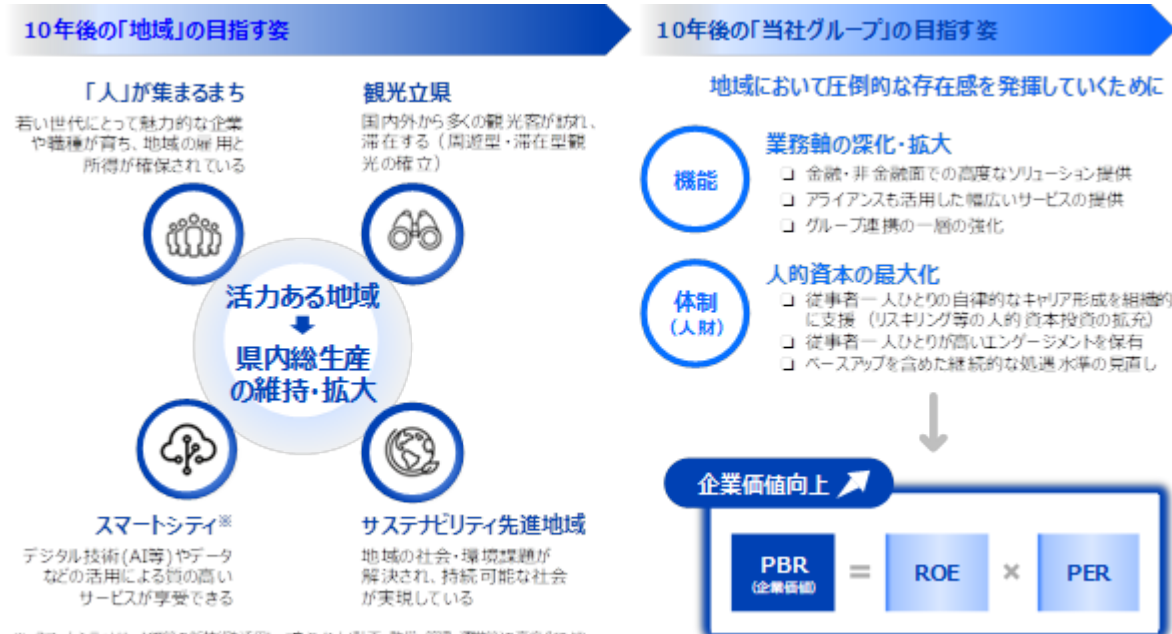 10年後の「地域」の目指す姿
「人」が集まるまち
若い世代にとって魅力的な企業
や職種が育ち、地域の雇用と
所得が確保されている
観光立県
国内外から多くの観光客が訪れ、
滞在する（周遊型・滞在型観
光の確立）
活力ある地域
県内総生産
の維持・拡大
スマートシティ※
デジタル技術(AI等)やデータ
などの活用による質の高い
サービスが享受できる
サステナビリティ先進地域
地域の社会・環境課題が
解決され、持続可能な社会
が実現している
10年後の「当社グループ」の目指す姿
地域において圧倒的な存在感を発揮していくために
機能
業務軸の深化・拡大
❑ 金融・非金融面での高度なソリューション提供
❑ アライアンスも活用した幅広いサービスの提供
❑ グループ連携の一層の強化
体制
(人財)
人的資本の最大化
❑ 従事者一人ひとりの自律的なキャリア形成を組織的
に支援（リスキリング等の人的資本投資の拡充）
❑ 従事者一人ひとりが高いエンゲージメントを保有
❑ ベースアップを含めた継続的な処遇水準の見直し
企業価値向上
PBR
(企業価値)
=
ROE
×
PER